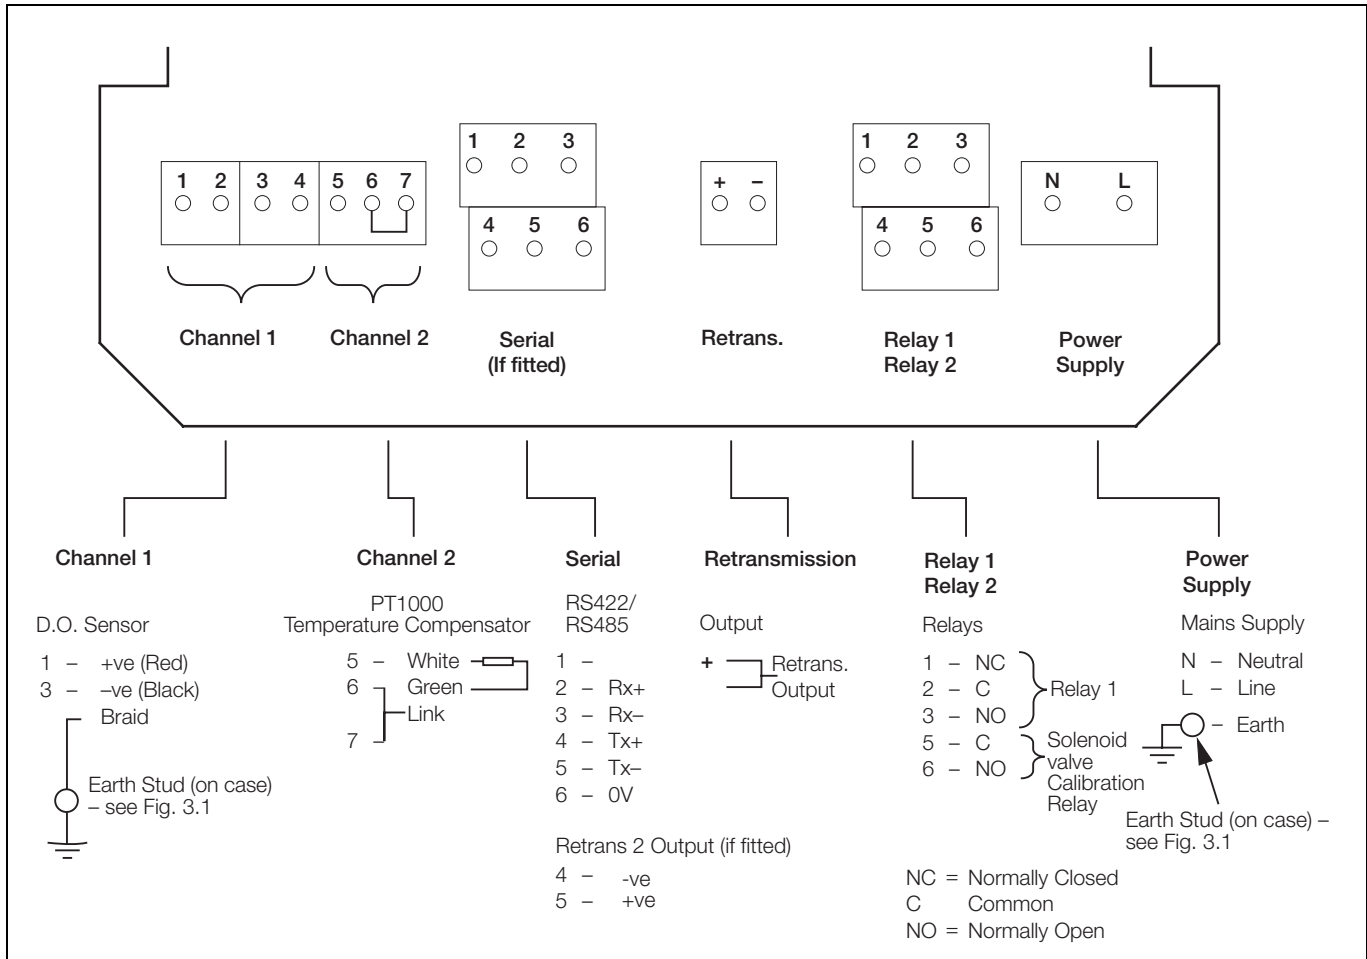 1 2 3 4 5 6 7
1 2 3
4 5 6
+ –
1 2 3
4 5 6
N L
Channel 1
Channel 2
Serial
(If fitted)
Retrans.
Relay 1
Relay 2
Power
Supply
Channel 1
D.O. Sensor
1 – +ve (Red)
3 – –ve (Black)
Braid
Earth Stud (on case)
– see Fig. 3.1
Channel 2
PT1000
Temperature Compensator
5 – White
6 Green
Link
7
Serial
RS422/
RS485
1 –
2 – Rx+
3 – Rx–
4 – Tx+
5 – Tx–
6 – 0V
Retrans 2 Output (if fitted)
4 – -ve
5 – +ve
Retransmission
Output
+ Retrans.
Output
Relay 1
Relay 2
Relays
1 – NC
2 – C
3 – NO
Relay 1
5 – C
6 – NO
Solenoid
valve
Calibration
Relay
NC = Normally Closed
C Common
NO = Normally Open
Power
Supply
Mains Supply
N – Neutral
L – Line
– Earth
Earth Stud (on case) –
see Fig. 3.1